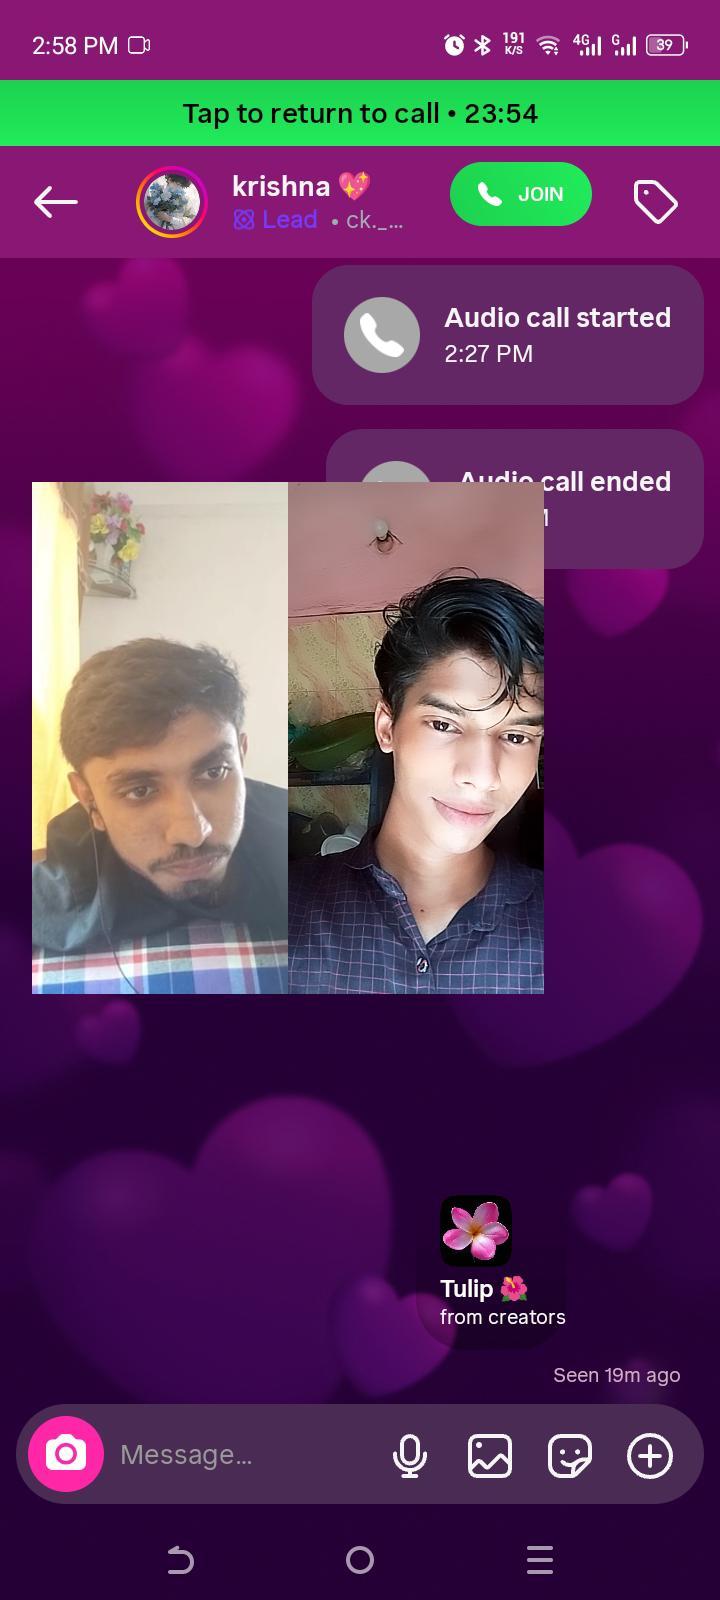 2:58 PM
191
K/S
4G
G
39
Tap to return to call • 23:54
krishna 💖
Lead • ck._...
JOIN
Audio call started
2:27 PM
Audio call ended
Tulip 🌺
from creators
Seen 19m ago
Message...